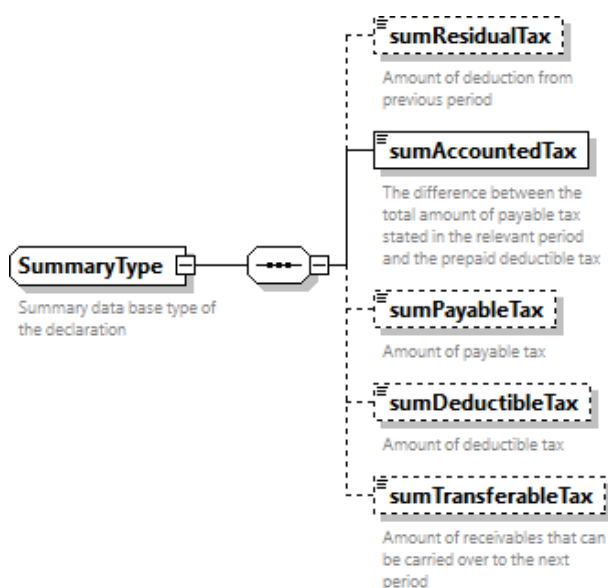 sumResidualTax
Amount of deduction from
previous period
sumAccountedTax
The difference between the
total amount of payable tax
stated in the relevant period
and the prepaid deductible tax
SummaryType
Summary data base type of
the declaration
sumPayableTax
Amount of payable tax
sumDeductibleTax
Amount of deductible tax
sumTransferableTax
Amount of receivables that can
be carried over to the next
period